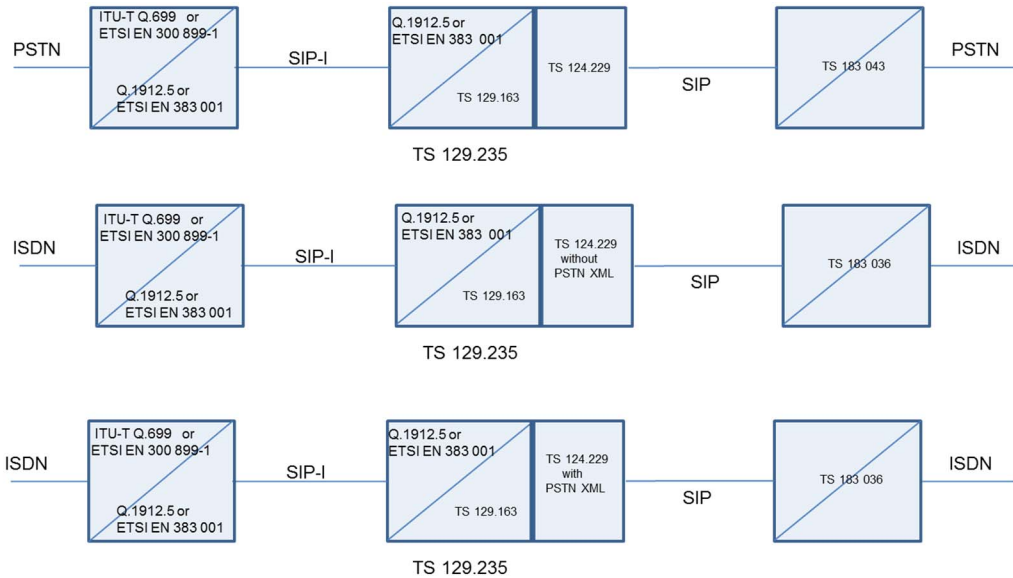 ITU-T Q.699 or
ETSI EN 300 899-1
Q.1912.5 or
ETSI EN 383 001
PSTN
SIP-I
Q.1912.5 or
ETSI EN 383 001
TS 129.163
TS 124.229
SIP
TS 183 043
PSTN
TS 129.235
ITU-T Q.699 or
ETSI EN 300 899-1
Q.1912.5 or
ETSI EN 383 001
ISDN
SIP-I
Q.1912.5 or
ETSI EN 383 001
TS 129.163
TS 124.229
without
PSTN XML
SIP
TS 183 036
ISDN
TS 129.235
ITU-T Q.699 or
ETSI EN 300 899-1
Q.1912.5 or
ETSI EN 383 001
ISDN
SIP-I
Q.1912.5 or
ETSI EN 383 001
TS 129.163
TS 124.229
with
PSTN XML
SIP
TS 183 036
ISDN
TS 129.235